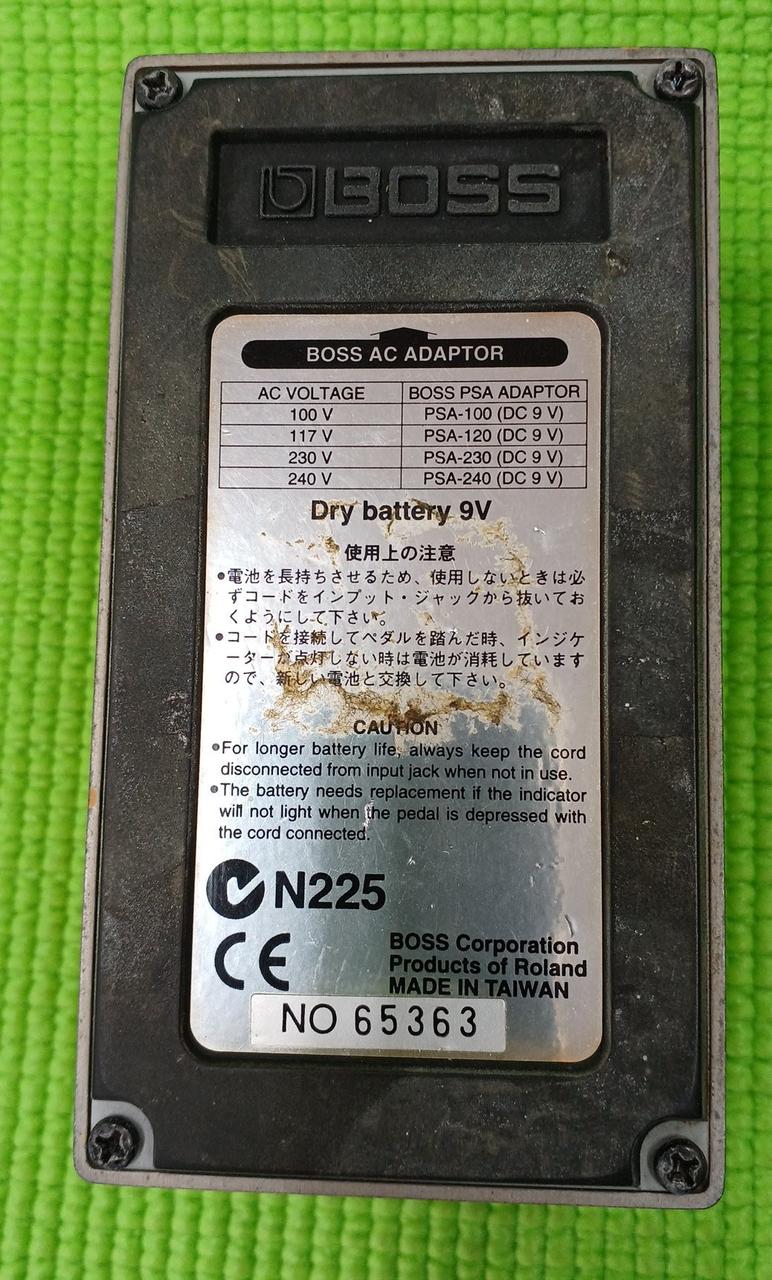 BOSS
BOSS AC ADAPTOR
AC VOLTAGE BOSS PSA ADAPTOR
100 V PSA-100 (DC 9 V)
117 V PSA-120 (DC 9 V)
230 V PSA-230 (DC 9 V)
240 V PSA-240 (DC 9 V)
Dry battery 9V
使用上の注意
●電池を長持ちさせるため、使用しないときは必
ずコードをインプット・ジャックから抜いてお
くようにして下さい。
●コードを接続してペダルを踏んだ時、インジケ
ーターが点灯しない時は電池が消耗しています
ので、新しい電池と交換して下さい。
CAUTION
●For longer battery life, always keep the cord
disconnected from input jack when not in use.
●The battery needs replacement if the indicator
will not light when the pedal is depressed with
the cord connected.
N225
CE
BOSS Corporation
Products of Roland
MADE IN TAIWAN
NO 65363